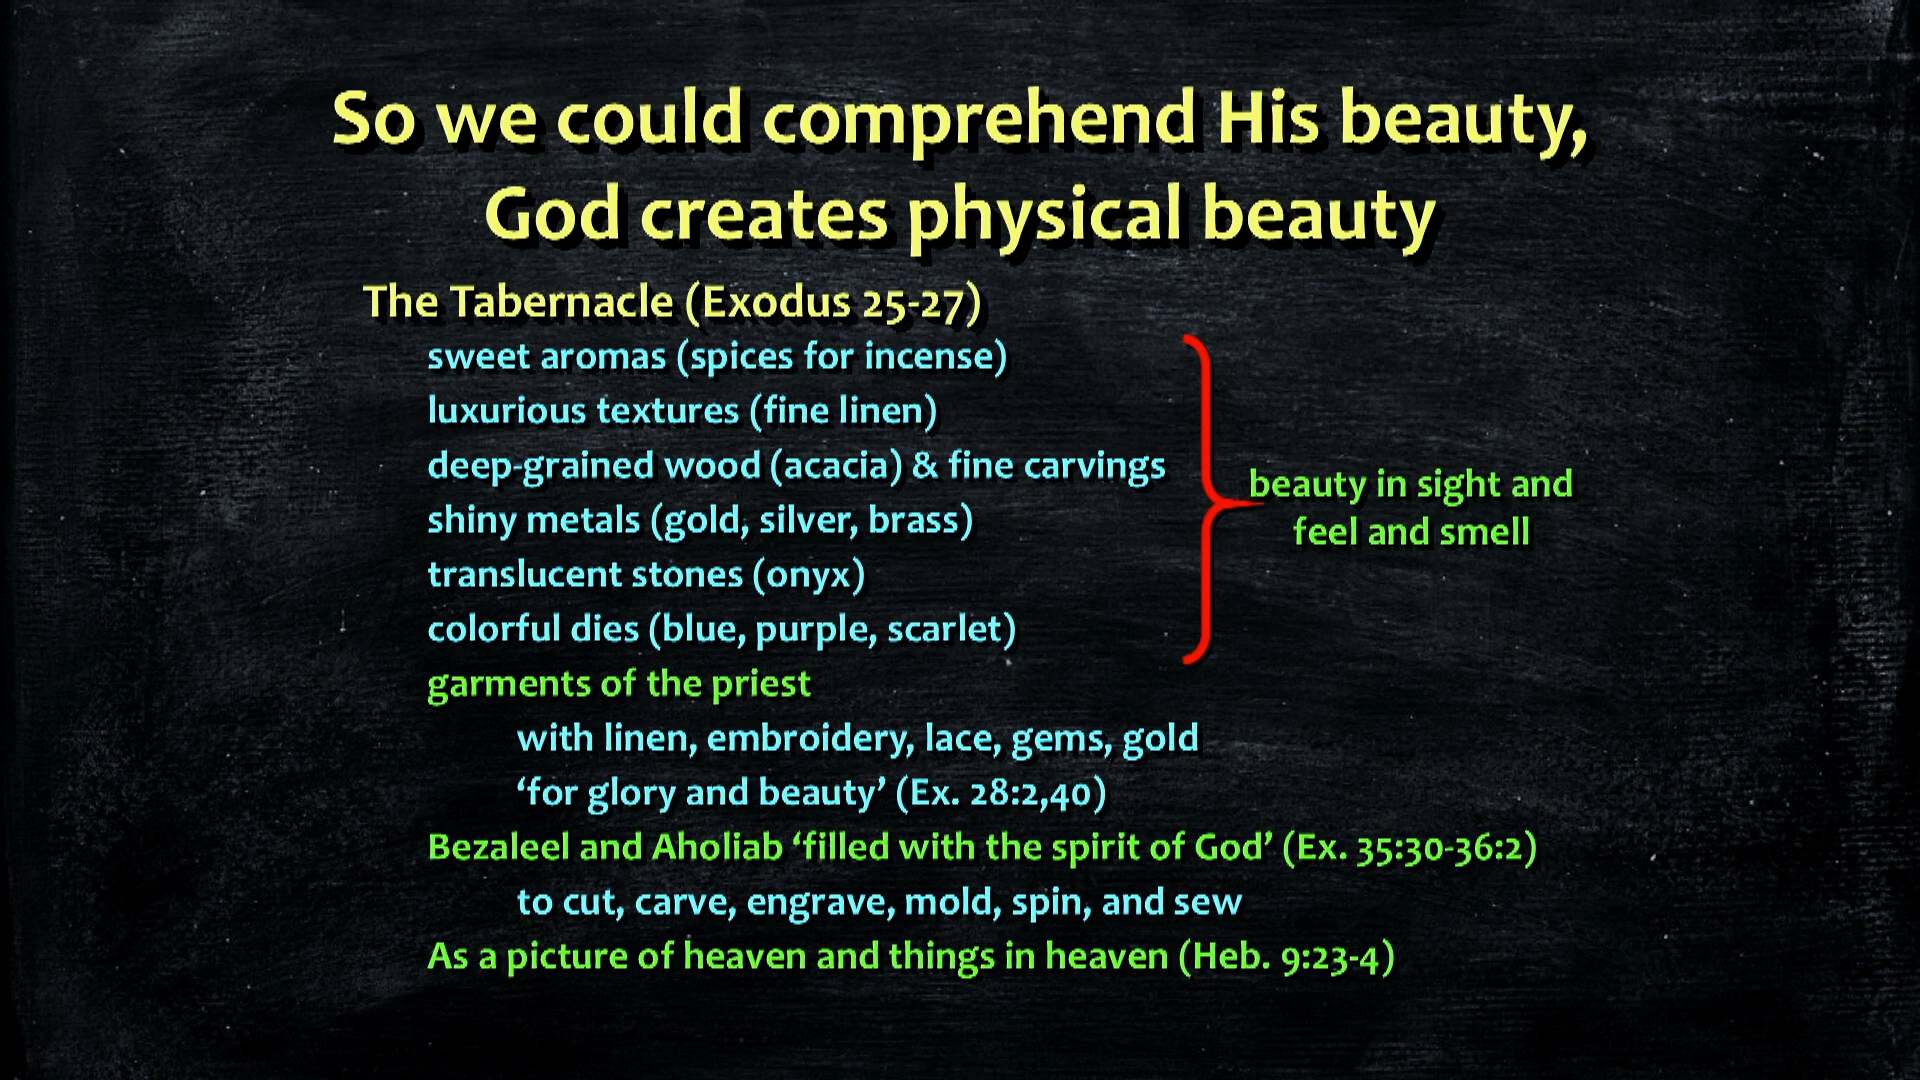 So we could comprehend His beauty,
God creates physical beauty
The Tabernacle (Exodus 25-27)
sweet aromas (spices for incense)
luxurious textures (fine linen)
deep-grained wood (acacia) & fine carvings
shiny metals (gold, silver, brass)
translucent stones (onyx)
colorful dies (blue, purple, scarlet)
beauty in sight and
feel and smell
garments of the priest
with linen, embroidery, lace, gems, gold
‘for glory and beauty’ (Ex. 28:2,40)
Bezaleel and Aholiab ‘filled with the spirit of God’ (Ex. 35:30-36:2)
to cut, carve, engrave, mold, spin, and sew
As a picture of heaven and things in heaven (Heb. 9:23-4)